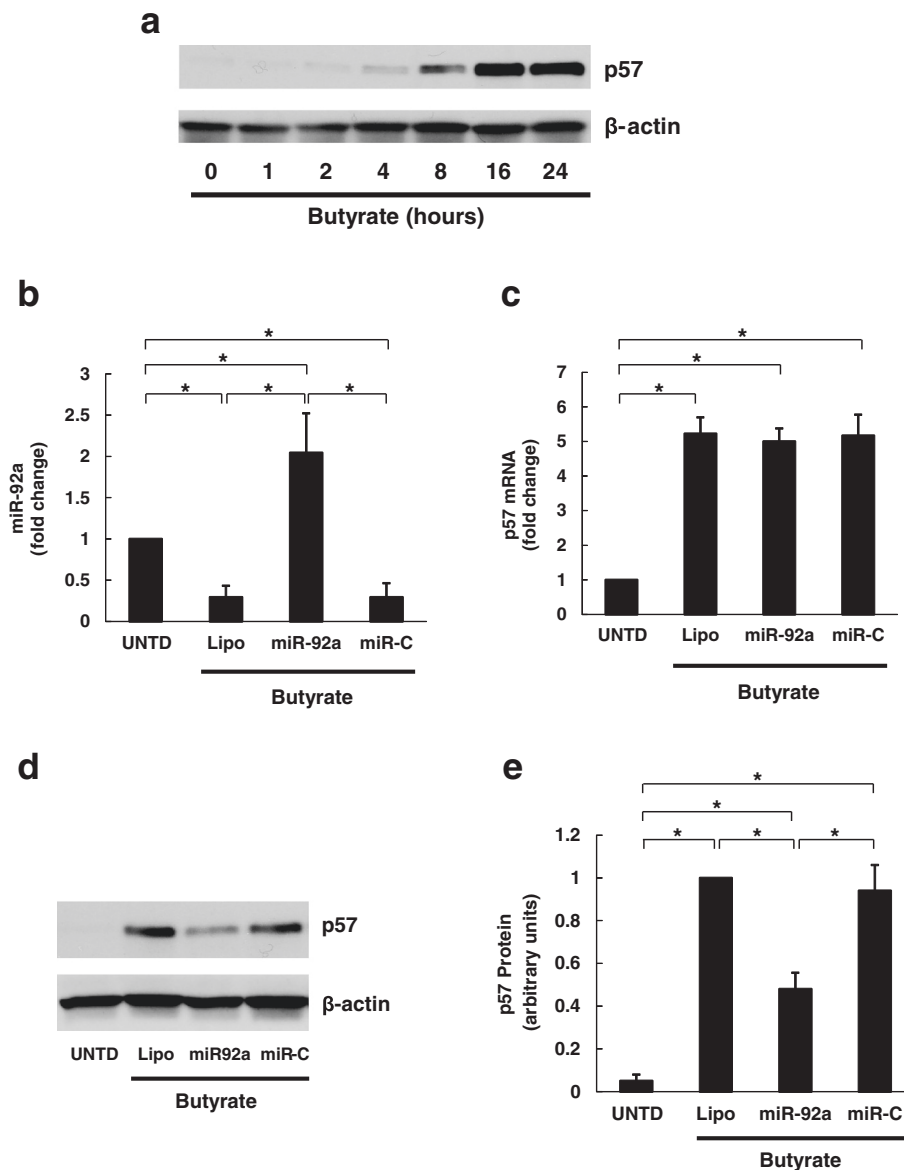 a
p57
β-actin
0 1 2 4 8 16 24
Butyrate (hours)
b
*
*
* * *
3
2.5
2
1.5
1
0.5
0
miR-92a
(fold change)
UNTD Lipo miR-92a miR-C
Butyrate
c
*
*
*
7
6
5
4
3
2
1
0
p57 mRNA
(fold change)
UNTD Lipo miR-92a miR-C
Butyrate
d
p57
β-actin
UNTD Lipo miR92a miR-C
Butyrate
e
*
*
* * *
1.2
1
0.8
0.6
0.4
0.2
0
p57 Protein
(arbitrary units)
UNTD Lipo miR-92a miR-C
Butyrate